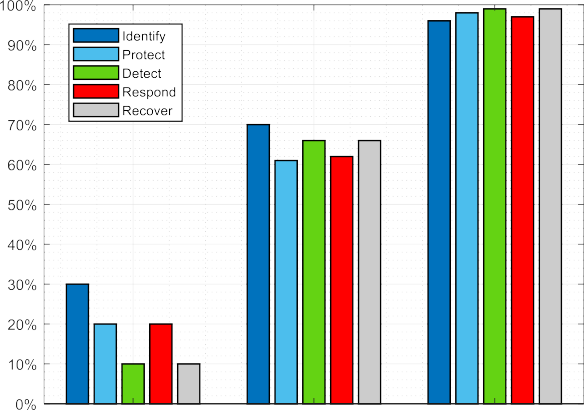 100%
90%
80%
70%
60%
50%
40%
30%
20%
10%
0%
Identify
Protect
Detect
Respond
Recover